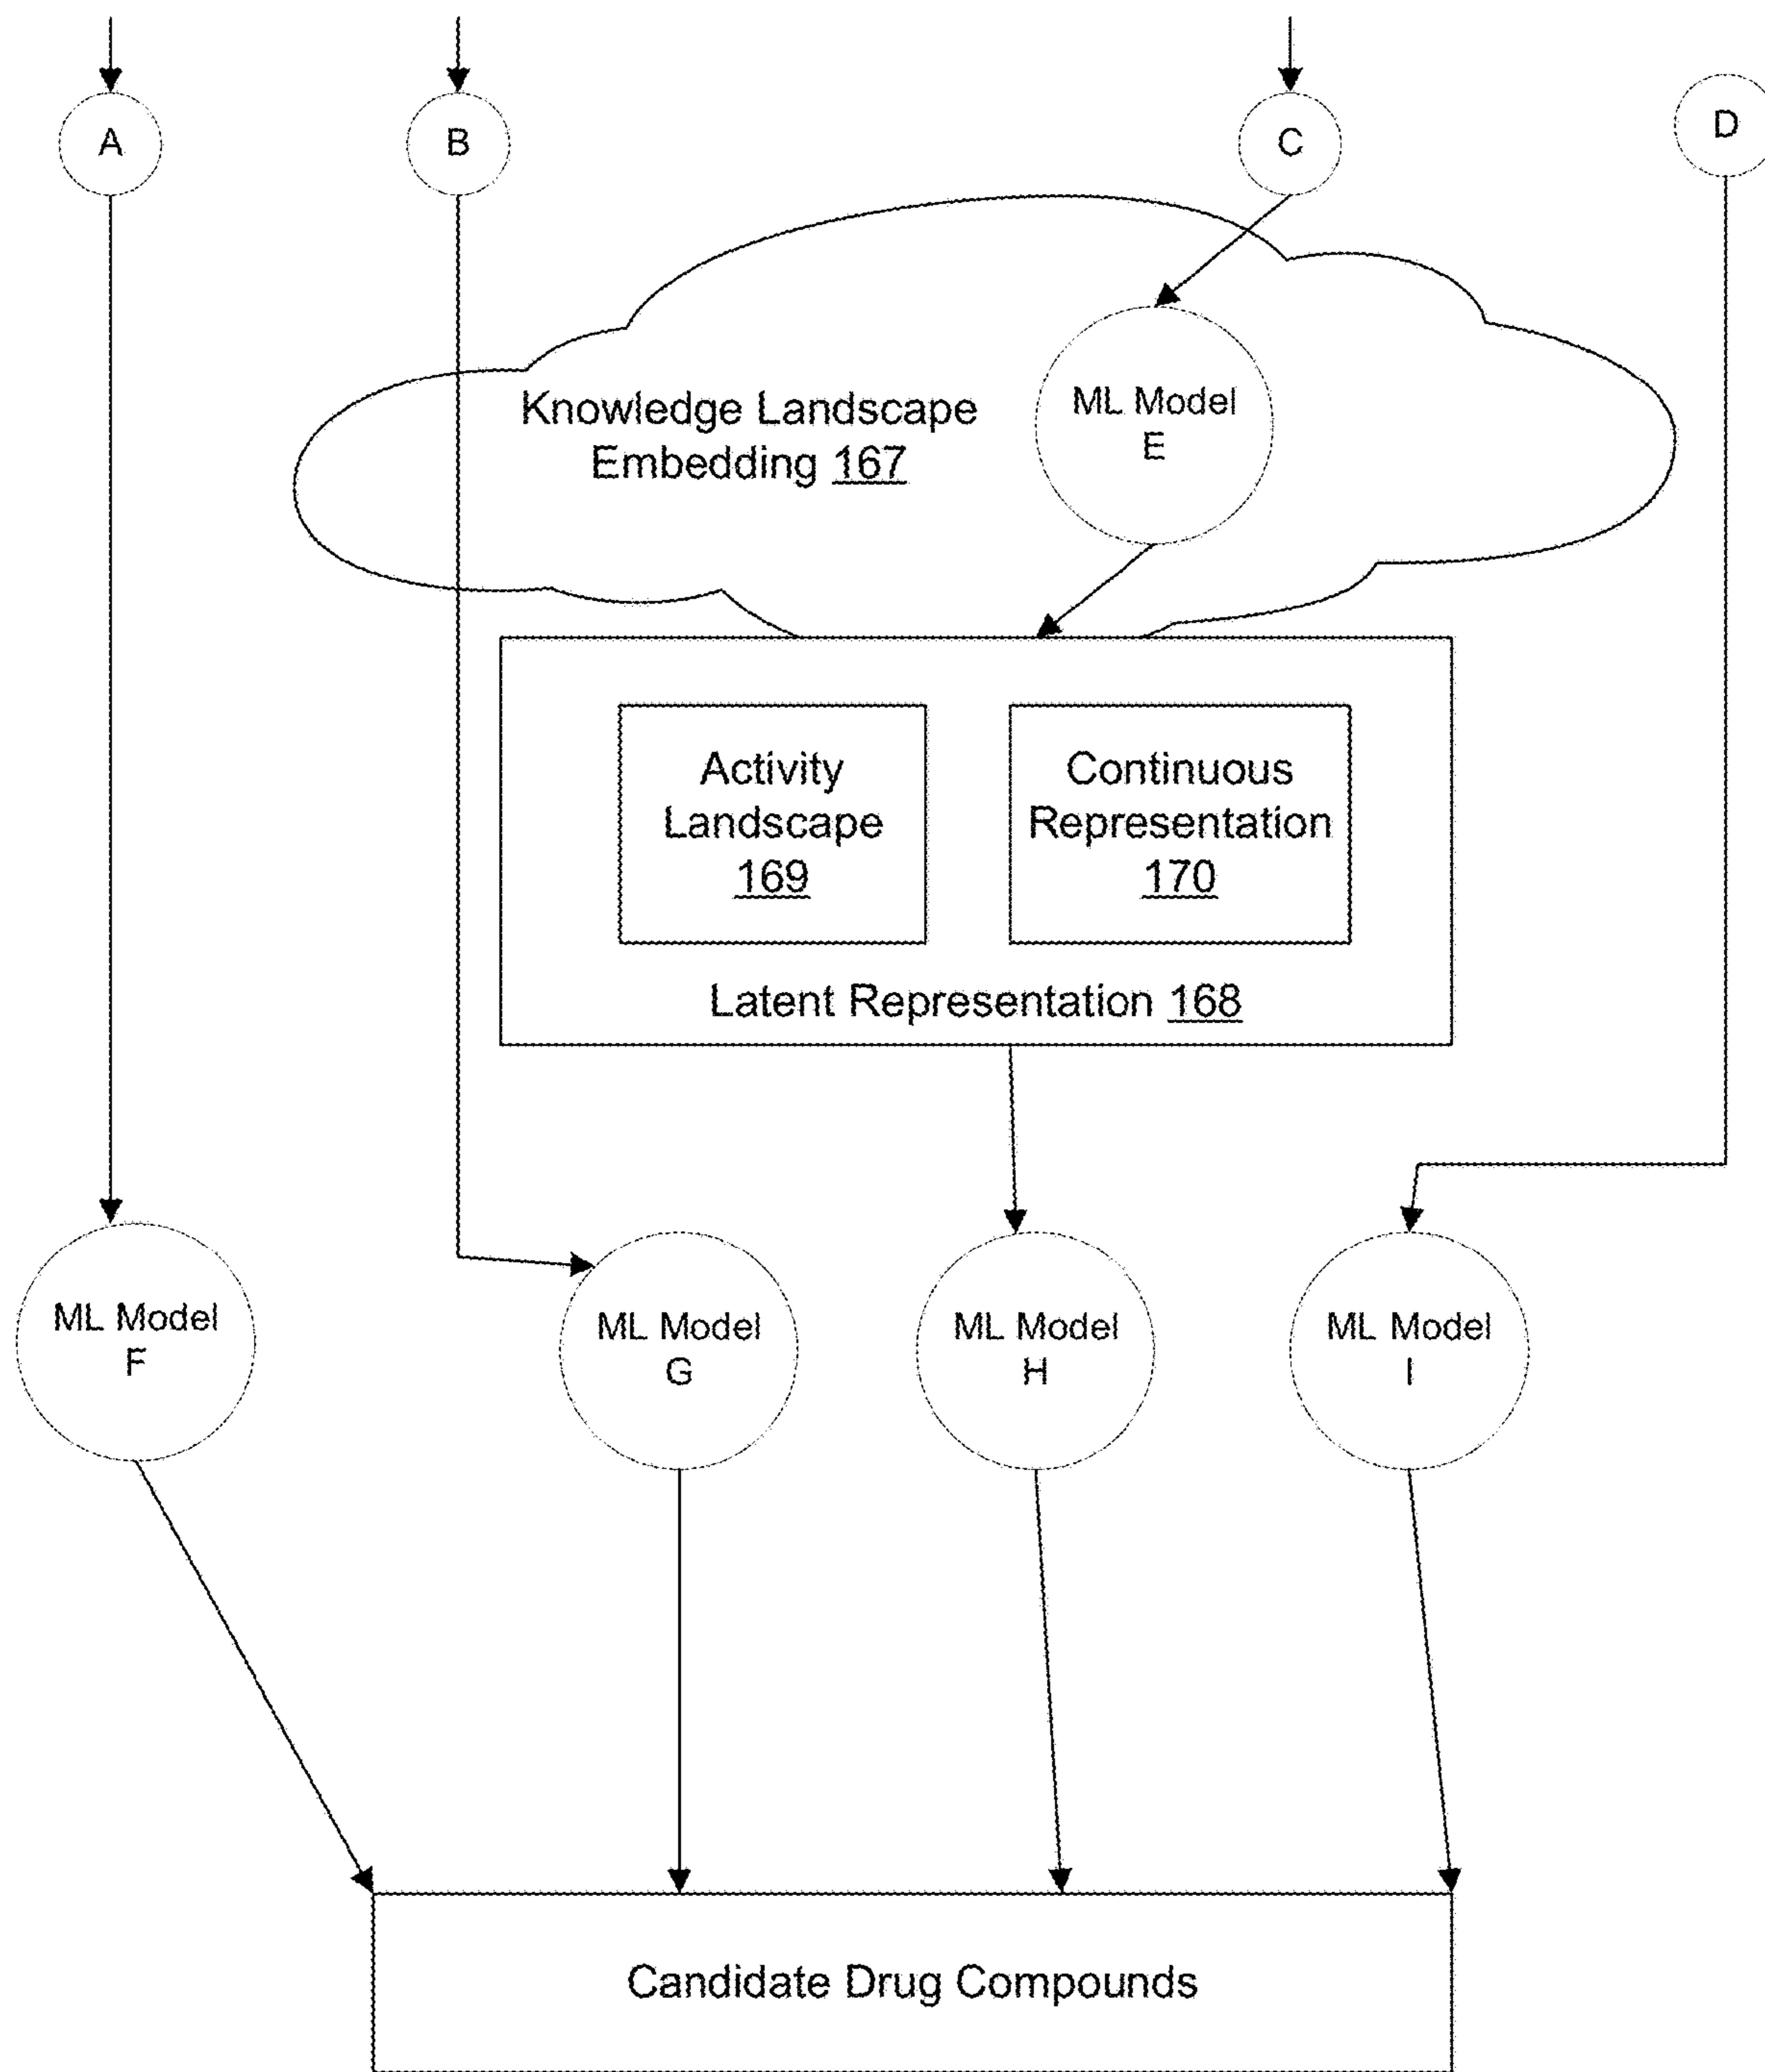 A
B
C
D
Knowledge Landscape
Embedding 167
ML Model
E
Activity
Landscape
169
Continuous
Representation
170
Latent Representation 168
ML Model
F
ML Model
G
ML Model
H
ML Model
I
Candidate Drug Compounds